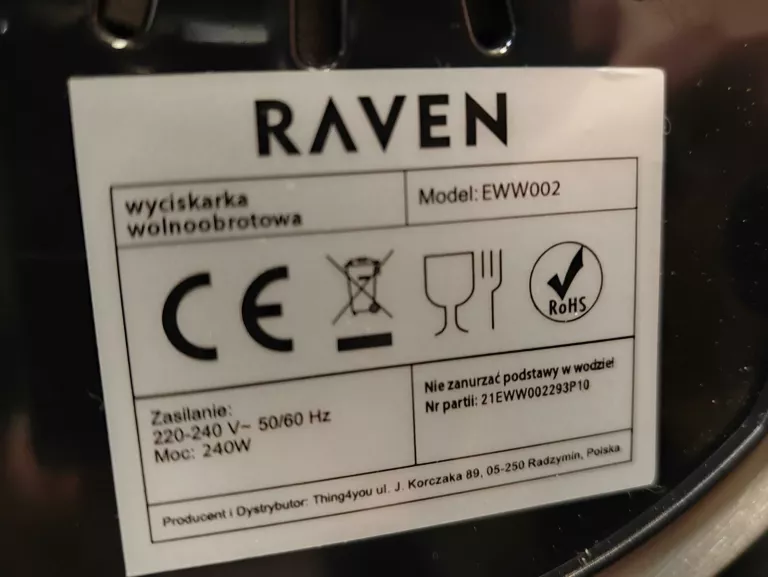 RAVEN
wyciskarka
wolnoobrotowa
Model: EWW002
CE
RoHS
Zasilanie:
220-240 V~ 50/60 Hz
Moc: 240W
Nie zanurzać podstawy w wodzie!
Nr partii: 21EWW002293P10
Producent i Dystrybutor: Thing4you ul. J. Korczaka 89, 05-250 Radzymin, Polska